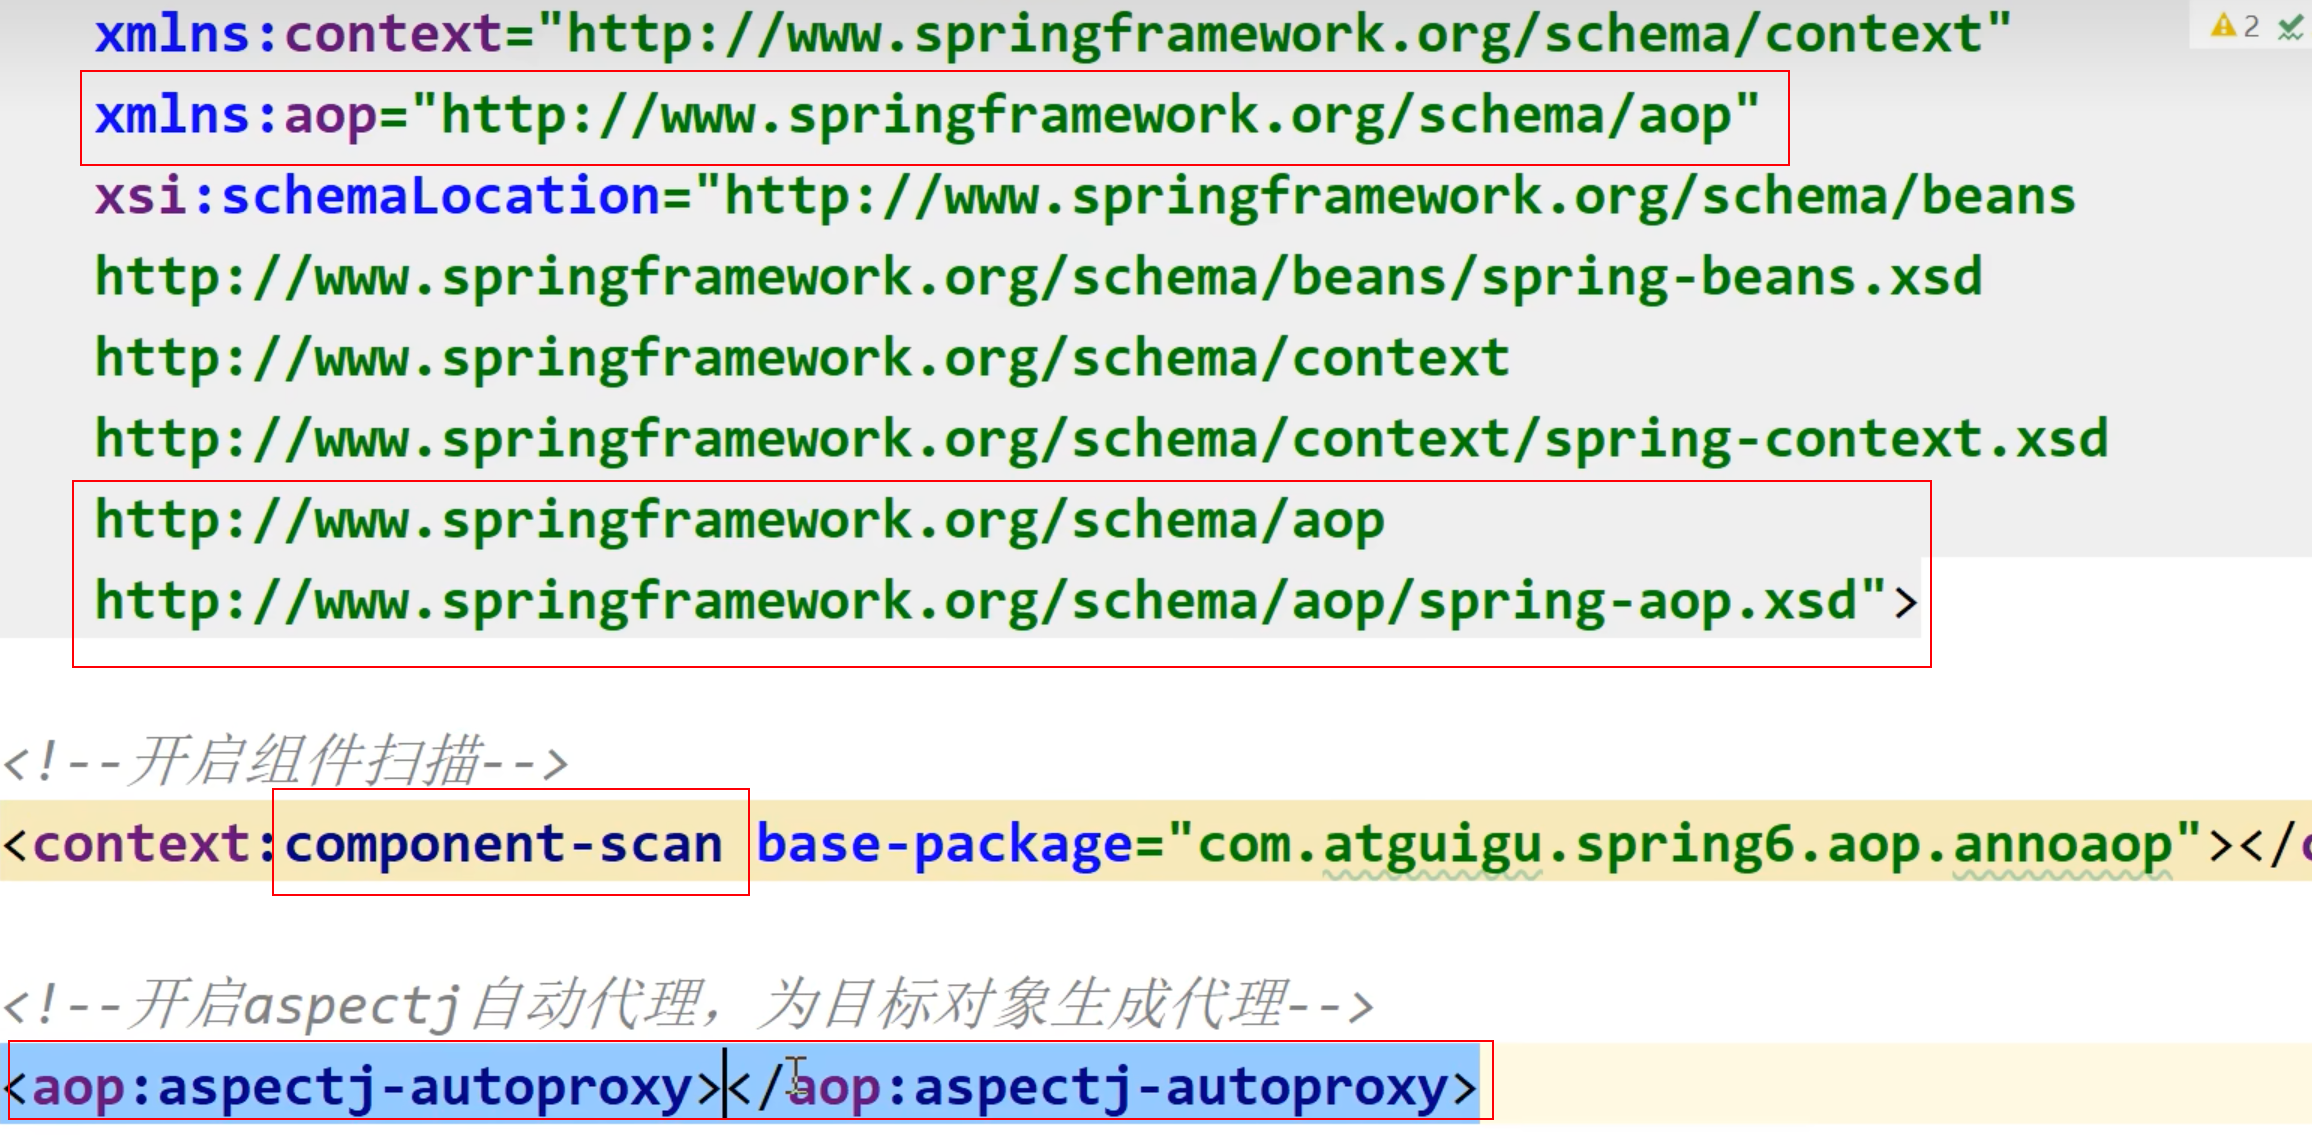 xmlns:context="http://www.springframework.org/schema/context"
2
xmlns:aop="http://www.springframework.org/schema/aop"
xsi:schemaLocation="http://www.springframework.org/schema/beans
http://www.springframework.org/schema/beans/spring-beans.xsd
http://www.springframework.org/schema/context
http://www.springframework.org/schema/context/spring-context.xsd
http://www.springframework.org/schema/aop
http://www.springframework.org/schema/aop/spring-aop.xsd">
<!--开启组件扫描-->
<context:component-scan base-package="com.atguigu.spring6.aop.annoaop"></c
<!--开启aspectj自动代理，为目标对象生成代理-->
<aop:aspectj-autoproxy></aop:aspectj-autoproxy>